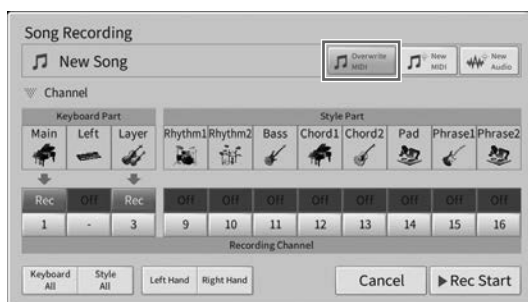 Song Recording
New Song
Overwrite MIDI
New MIDI
New Audio
Channel
Keyboard Part
Style Part
Main Left Layer Rhythm1 Rhythm2 Bass Chord1 Chord2 Pad Phrase1 Phrase2
Rec Off Rec Off Off Off Off Off Off Off Off
1 - 3 9 10 11 12 13 14 15 16
Recording Channel
Keyboard All
Style All
Left Hand
Right Hand
Cancel
Rec Start